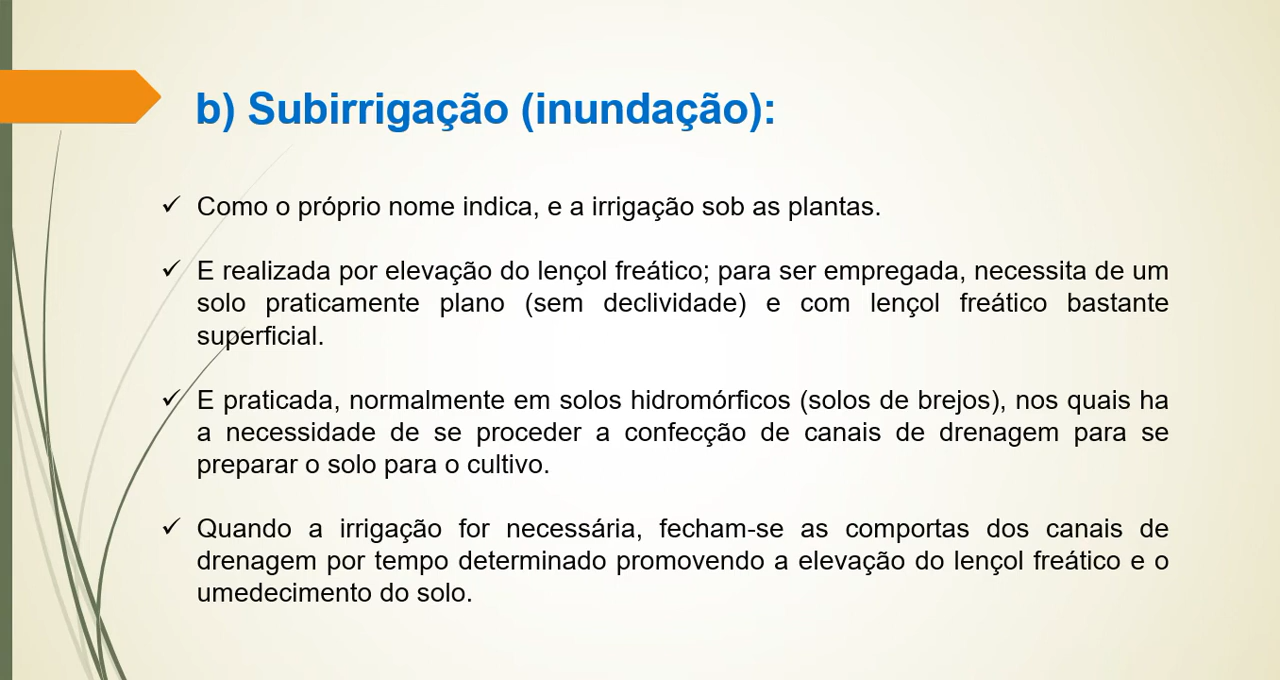 b) Subirrigação (inundação):
✓ Como o próprio nome indica, e a irrigação sob as plantas.
✓ E realizada por elevação do lençol freático; para ser empregada, necessita de um
solo praticamente plano (sem declividade) e com lençol freático bastante
superficial.
✓ E praticada, normalmente em solos hidromórficos (solos de brejos), nos quais ha
a necessidade de se proceder a confecção de canais de drenagem para se
preparar o solo para o cultivo.
✓ Quando a irrigação for necessária, fecham-se as comportas dos canais de
drenagem por tempo determinado promovendo a elevação do lençol freático e o
umedecimento do solo.